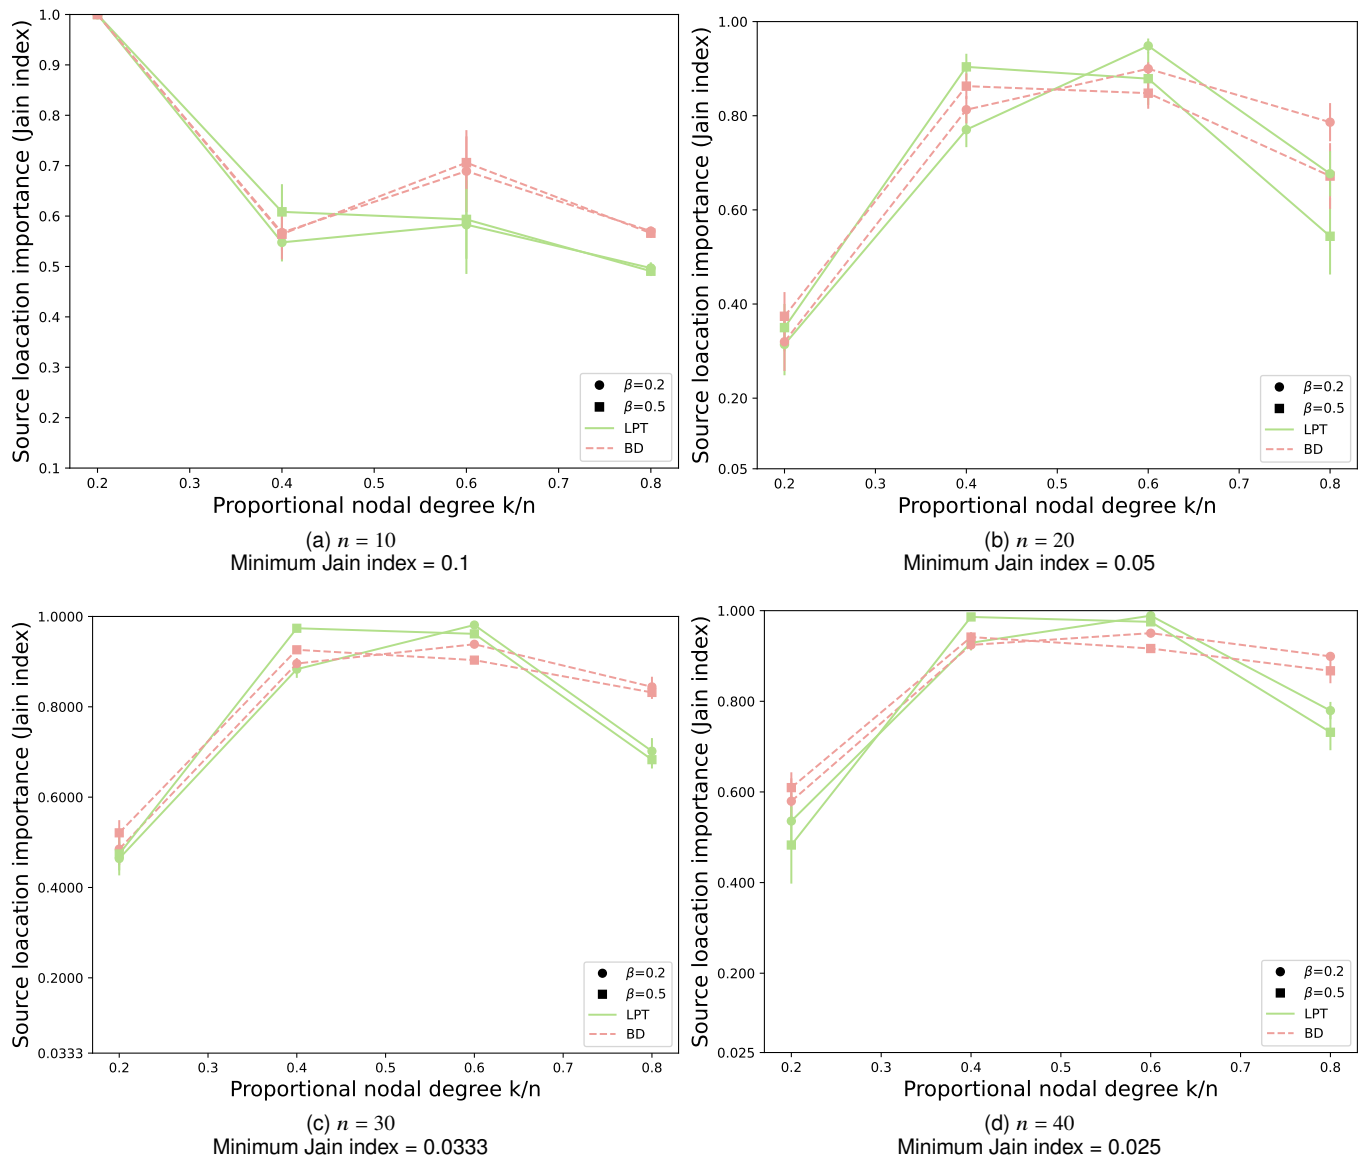 Source loacation importance (Jain index)
1.0
0.9
0.8
0.7
0.6
0.5
0.4
0.3
0.2
0.1
β=0.2
β=0.5
LPT
BD
0.2 0.3 0.4 0.5 0.6 0.7 0.8
Proportional nodal degree k/n
(a) n = 10
Minimum Jain index = 0.1
Source loacation importance (Jain index)
1.00
0.80
0.60
0.40
0.20
0.05
β=0.2
β=0.5
LPT
BD
0.2 0.3 0.4 0.5 0.6 0.7 0.8
Proportional nodal degree k/n
(b) n = 20
Minimum Jain index = 0.05
Source loacation importance (Jain index)
1.0000
0.8000
0.6000
0.4000
0.2000
0.0333
β=0.2
β=0.5
LPT
BD
0.2 0.3 0.4 0.5 0.6 0.7 0.8
Proportional nodal degree k/n
(c) n = 30
Minimum Jain index = 0.0333
Source loacation importance (Jain index)
1.000
0.800
0.600
0.400
0.200
0.025
β=0.2
β=0.5
LPT
BD
0.2 0.3 0.4 0.5 0.6 0.7 0.8
Proportional nodal degree k/n
(d) n = 40
Minimum Jain index = 0.025